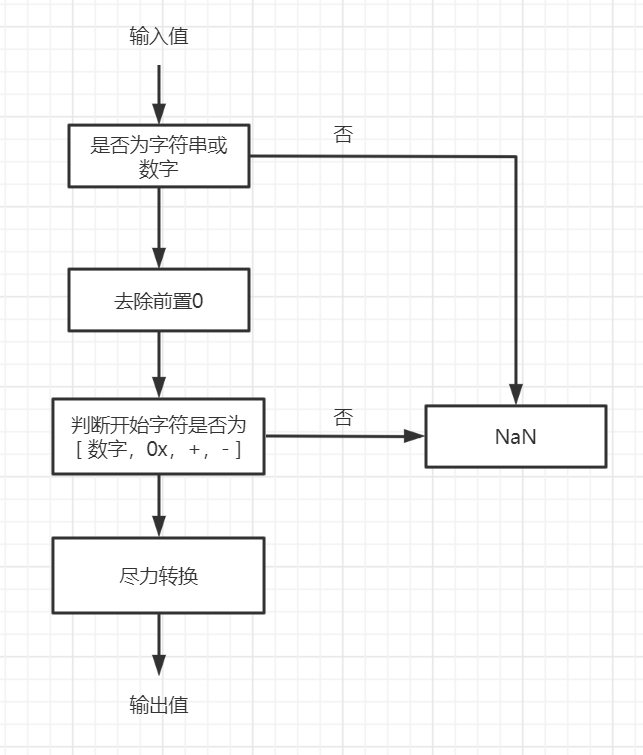 输入值
是否为字符串或
数字
否
去除前置0
判断开始字符是否为
[ 数字，0x，+，- ]
否
NaN
尽力转换
输出值